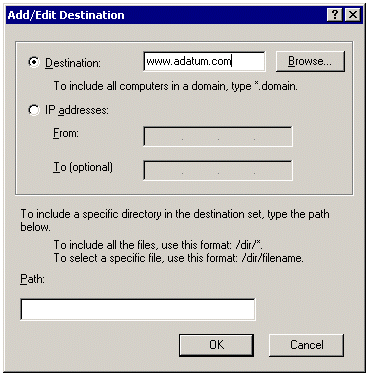 Add/Edit Destination
Destination: www.adatum.com Browse...
To include all computers in a domain, type *.domain.
IP addresses:
From:
To (optional)
To include a specific directory in the destination set, type the path
below.
To include all the files, use this format: /dir/*.
To select a specific file, use this format: /dir/filename.
Path:
OK Cancel